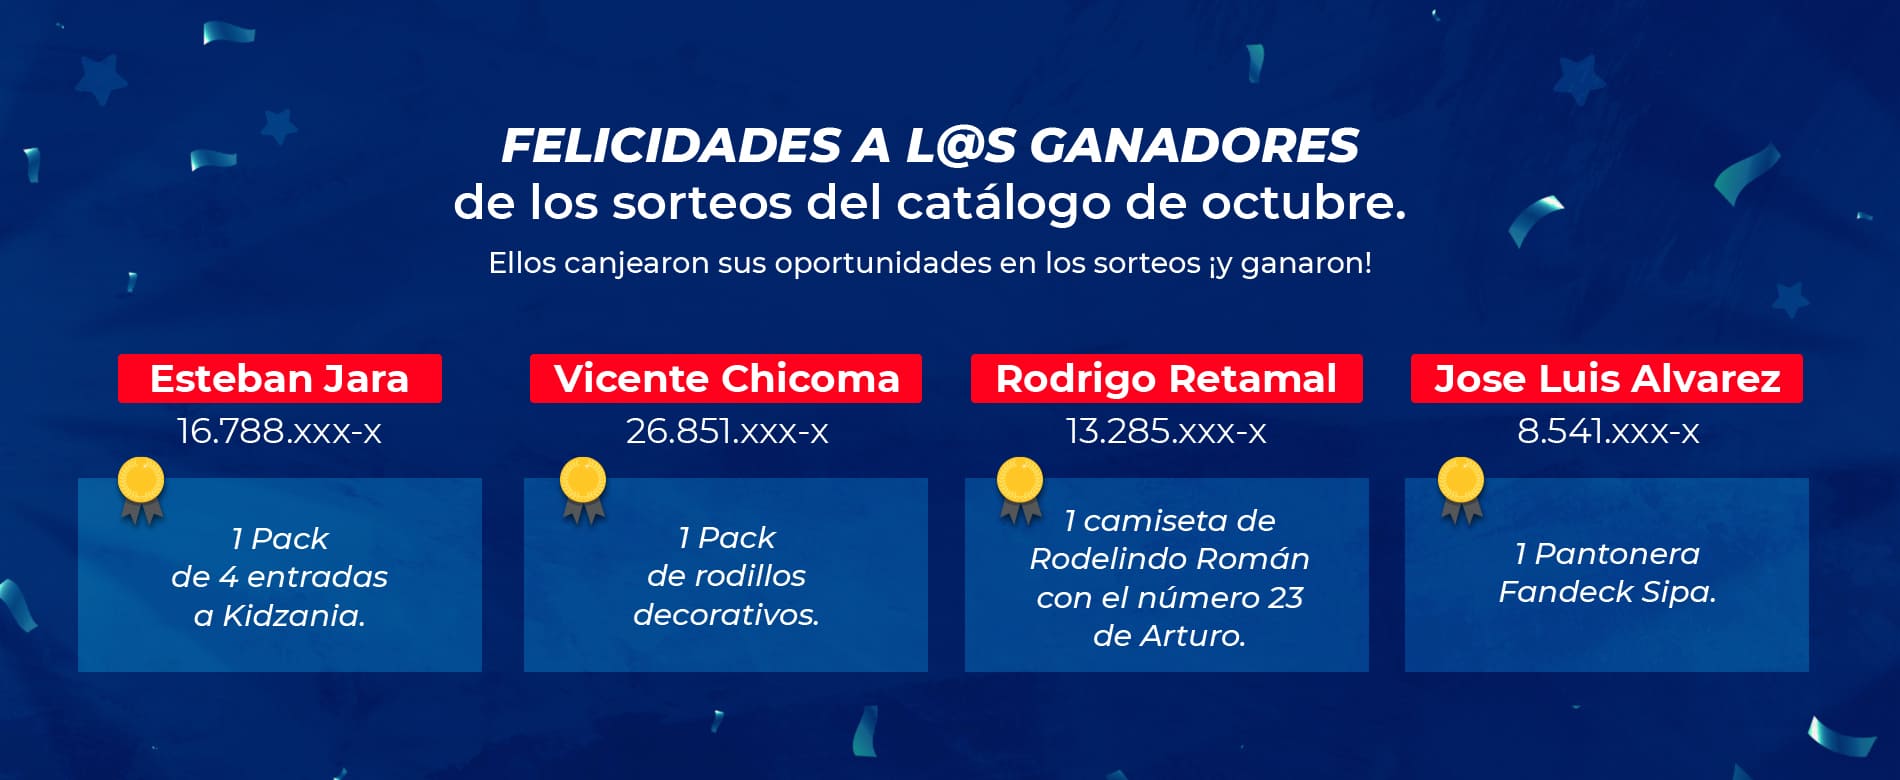 FELICIDADES A L@S GANADORES
de los sorteos del catálogo de octubre.
Ellos canjearon sus oportunidades en los sorteos ¡y ganaron!
Esteban Jara
16.788.xxx-x
1 Pack
de 4 entradas
a Kidzania.
Vicente Chicoma
26.851.xxx-x
1 Pack
de rodillos
decorativos.
Rodrigo Retamal
13.285.xxx-x
1 camiseta de
Rodelindo Román
con el número 23
de Arturo.
Jose Luis Alvarez
8.541.xxx-x
1 Pantonera
Fandeck Sipa.